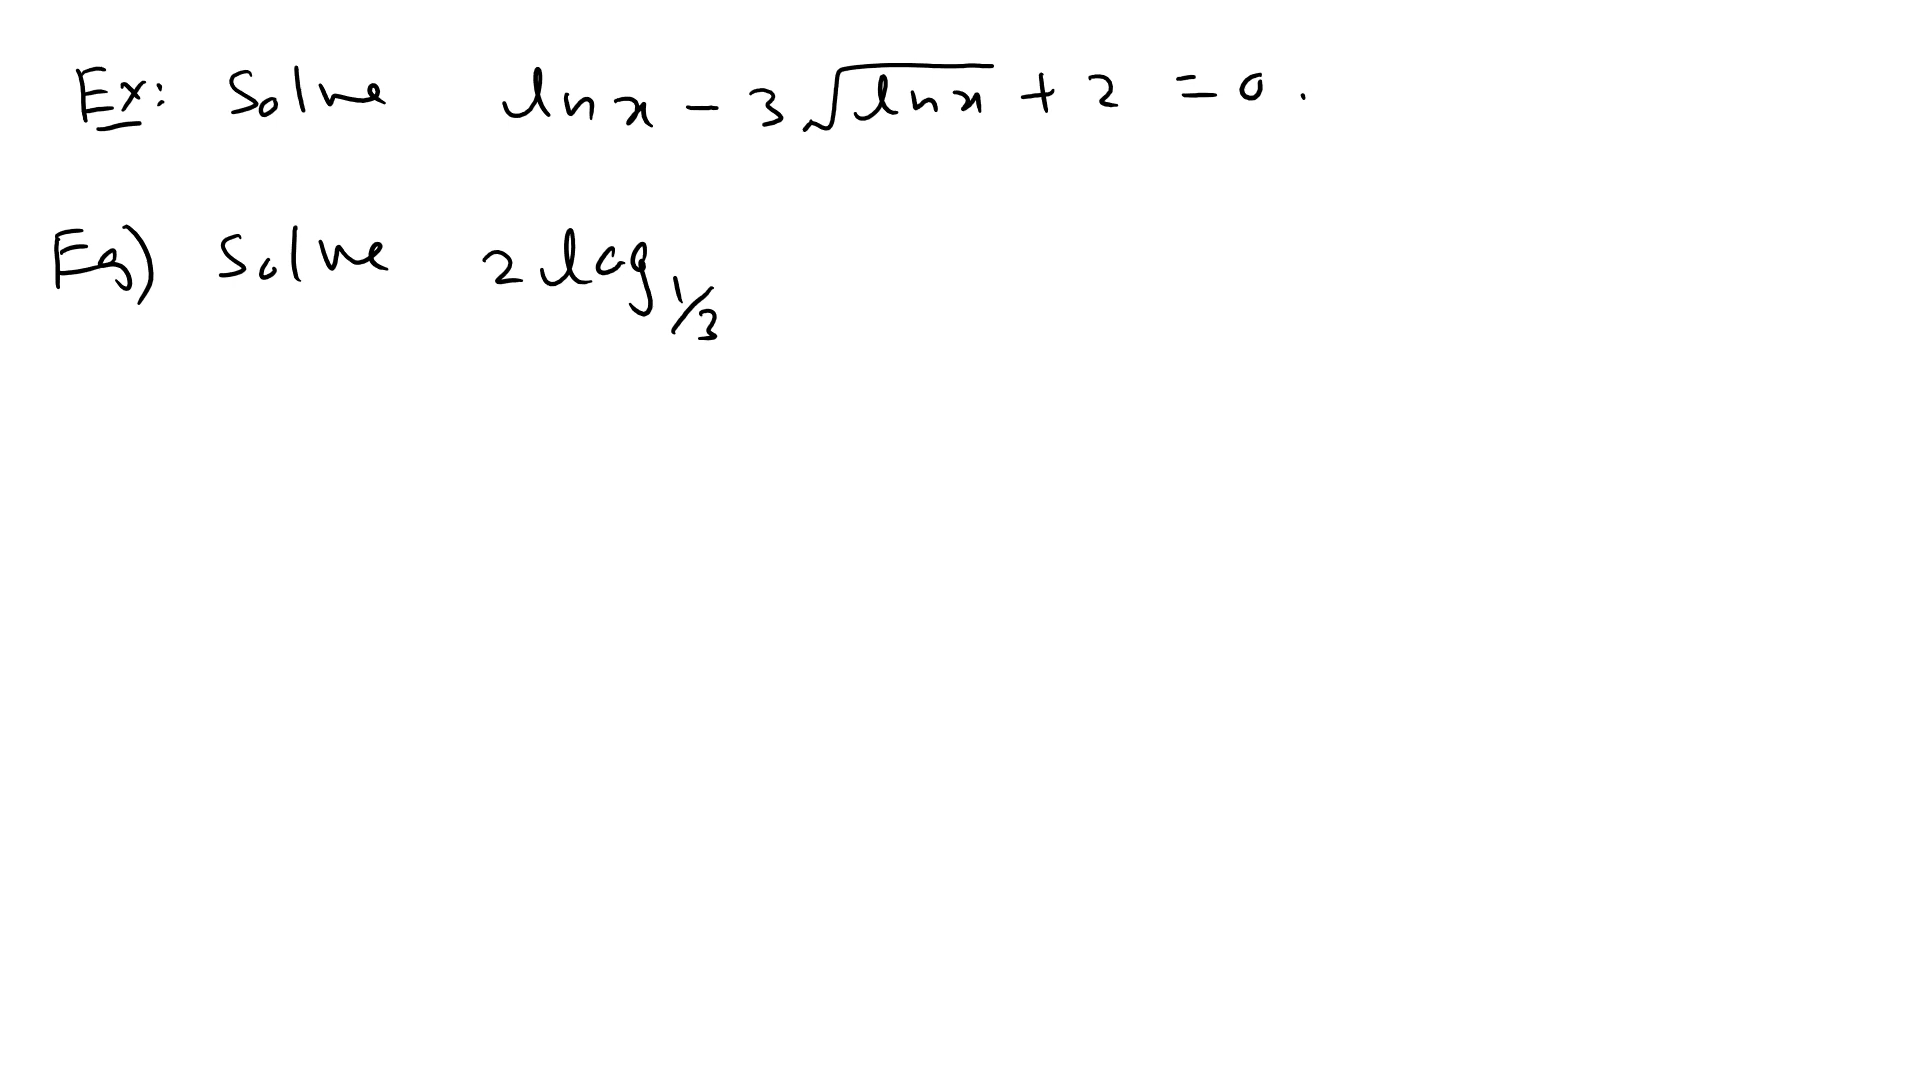 Ex: Solve ln x - 3√(ln x) + 2 = 0.
Eg) Solve 2 log_{1/3}